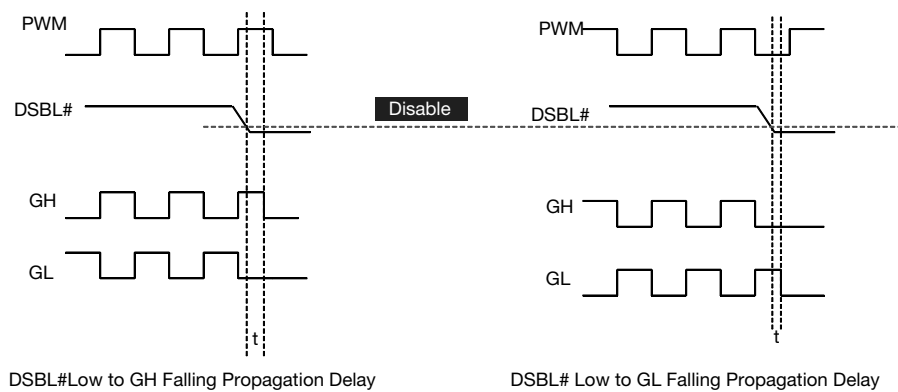 PWM
DSBL#
GH
GL
t
DSBL#Low to GH Falling Propagation Delay
Disable
PWM
DSBL#
GH
GL
t
DSBL# Low to GL Falling Propagation Delay